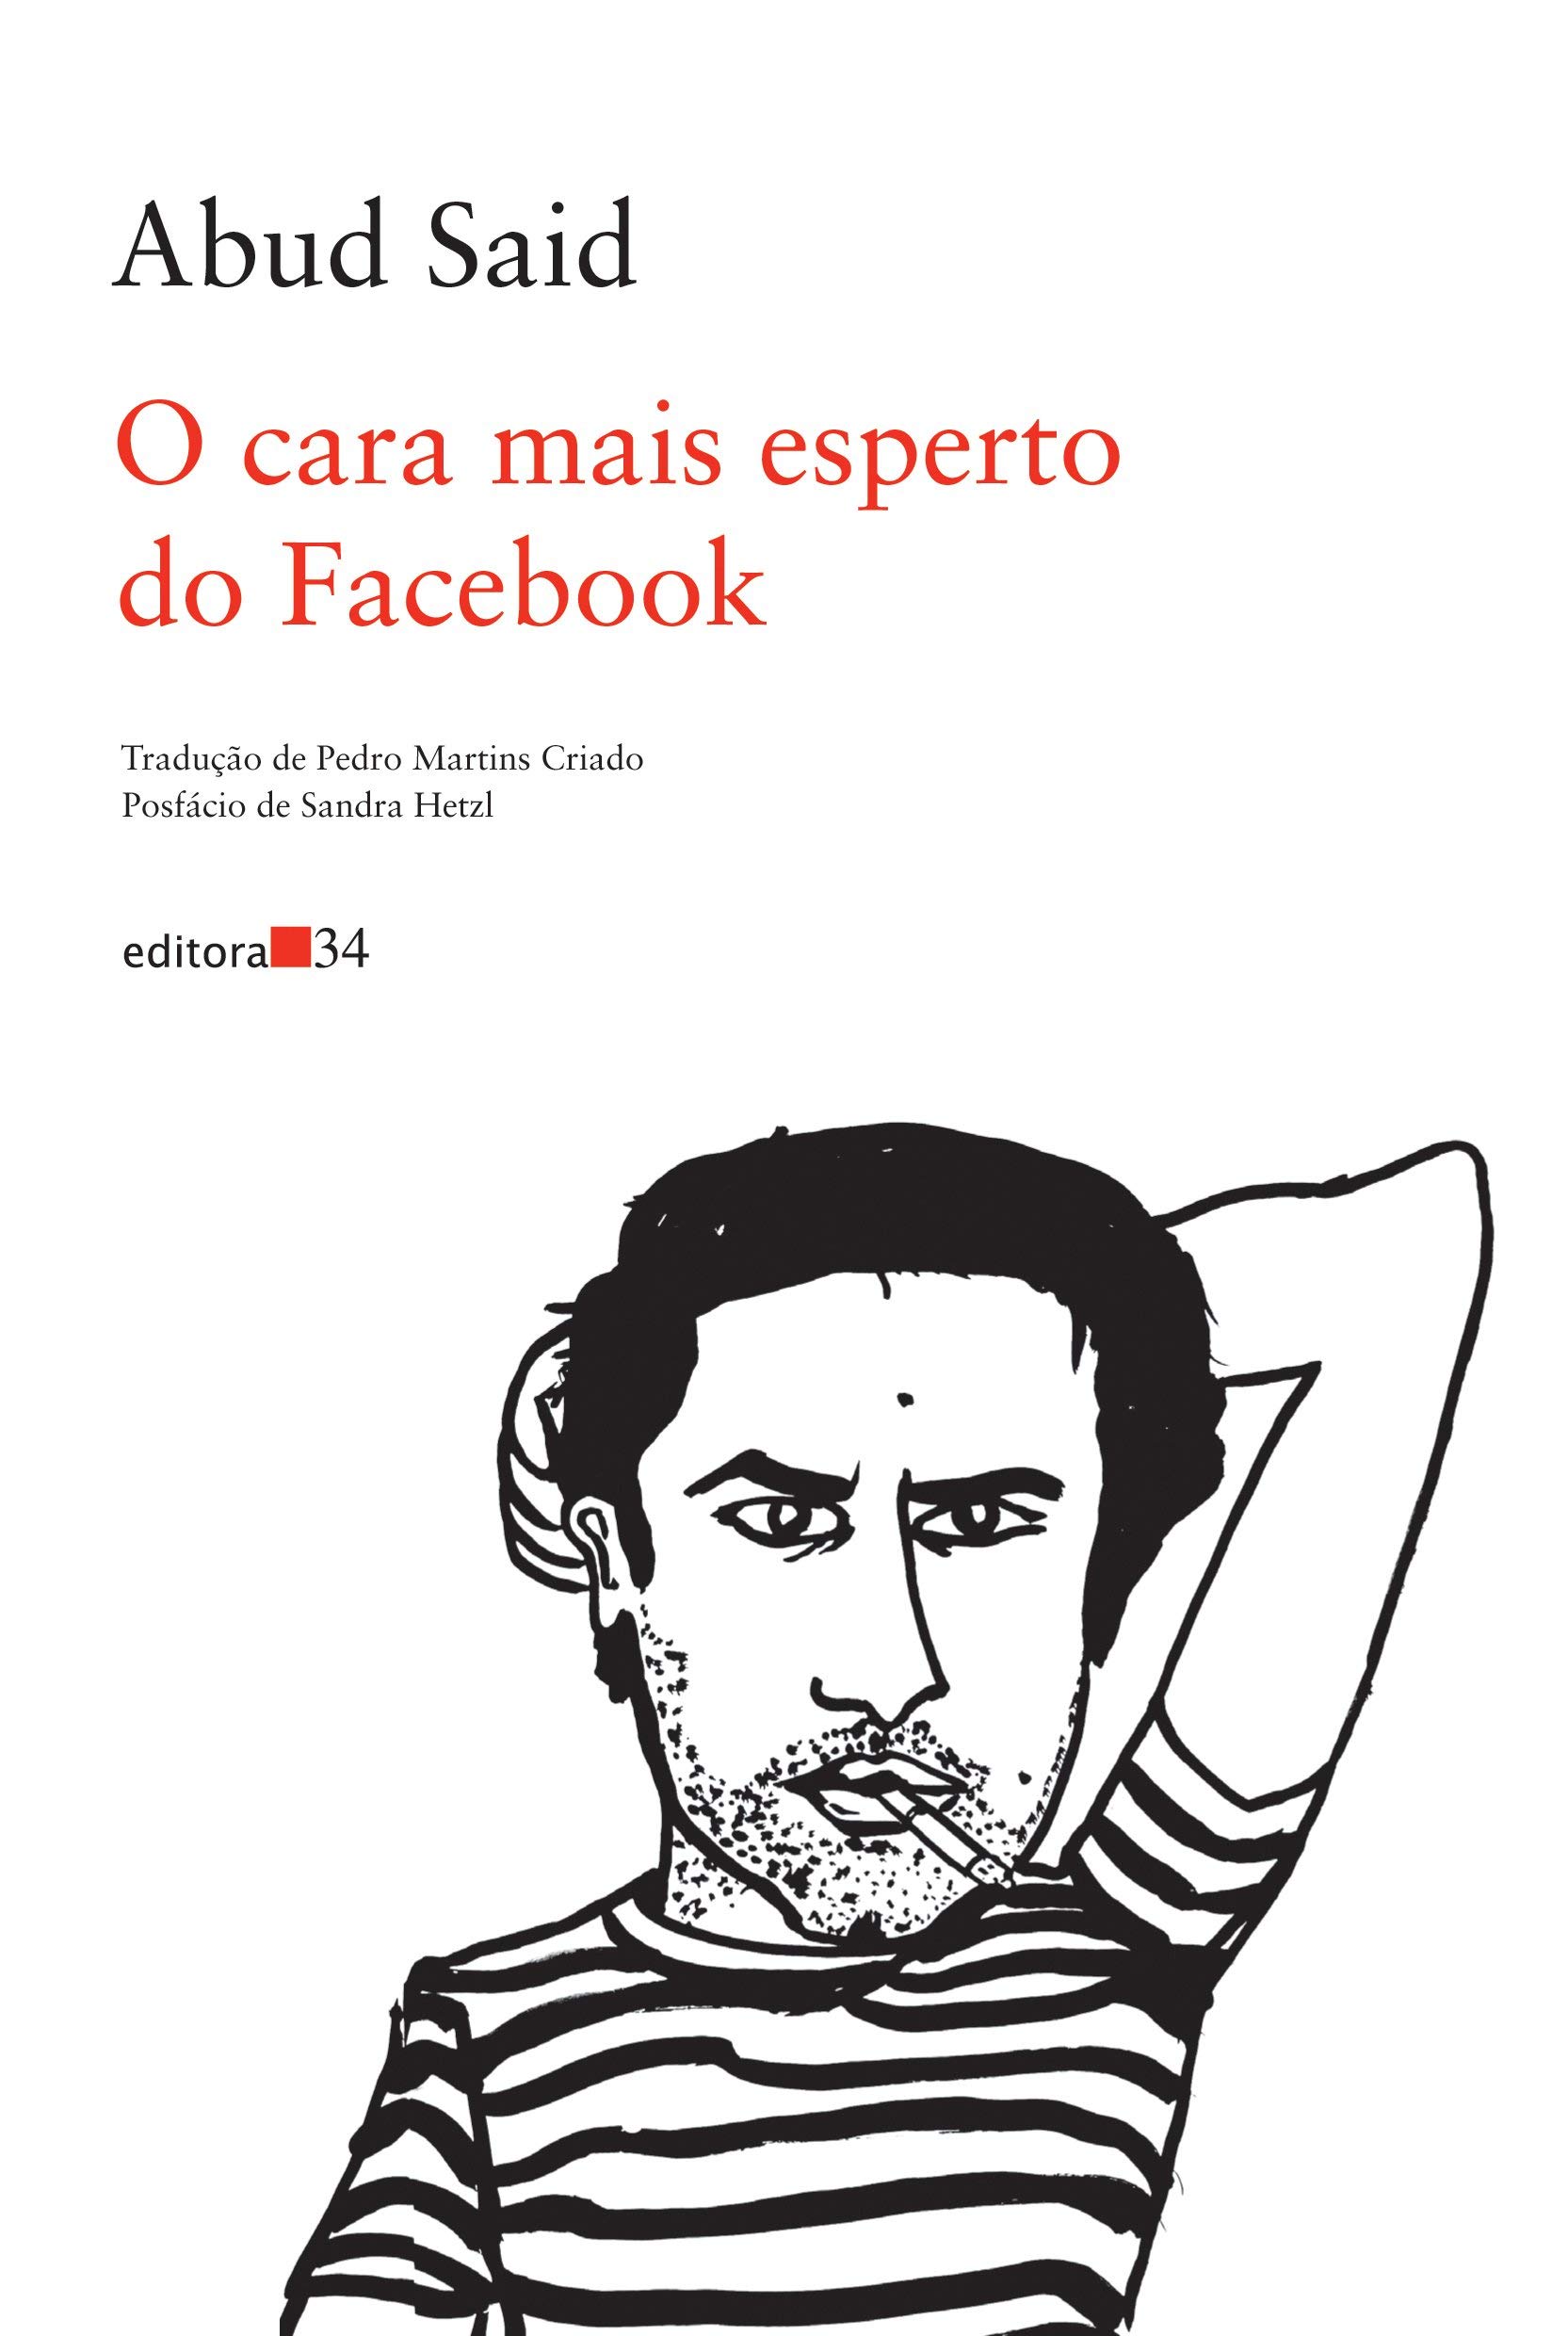 Abud Said
O cara mais esperto
do Facebook
Tradução de Pedro Martins Criado
Posfácio de Sandra Hetzl
editora 34